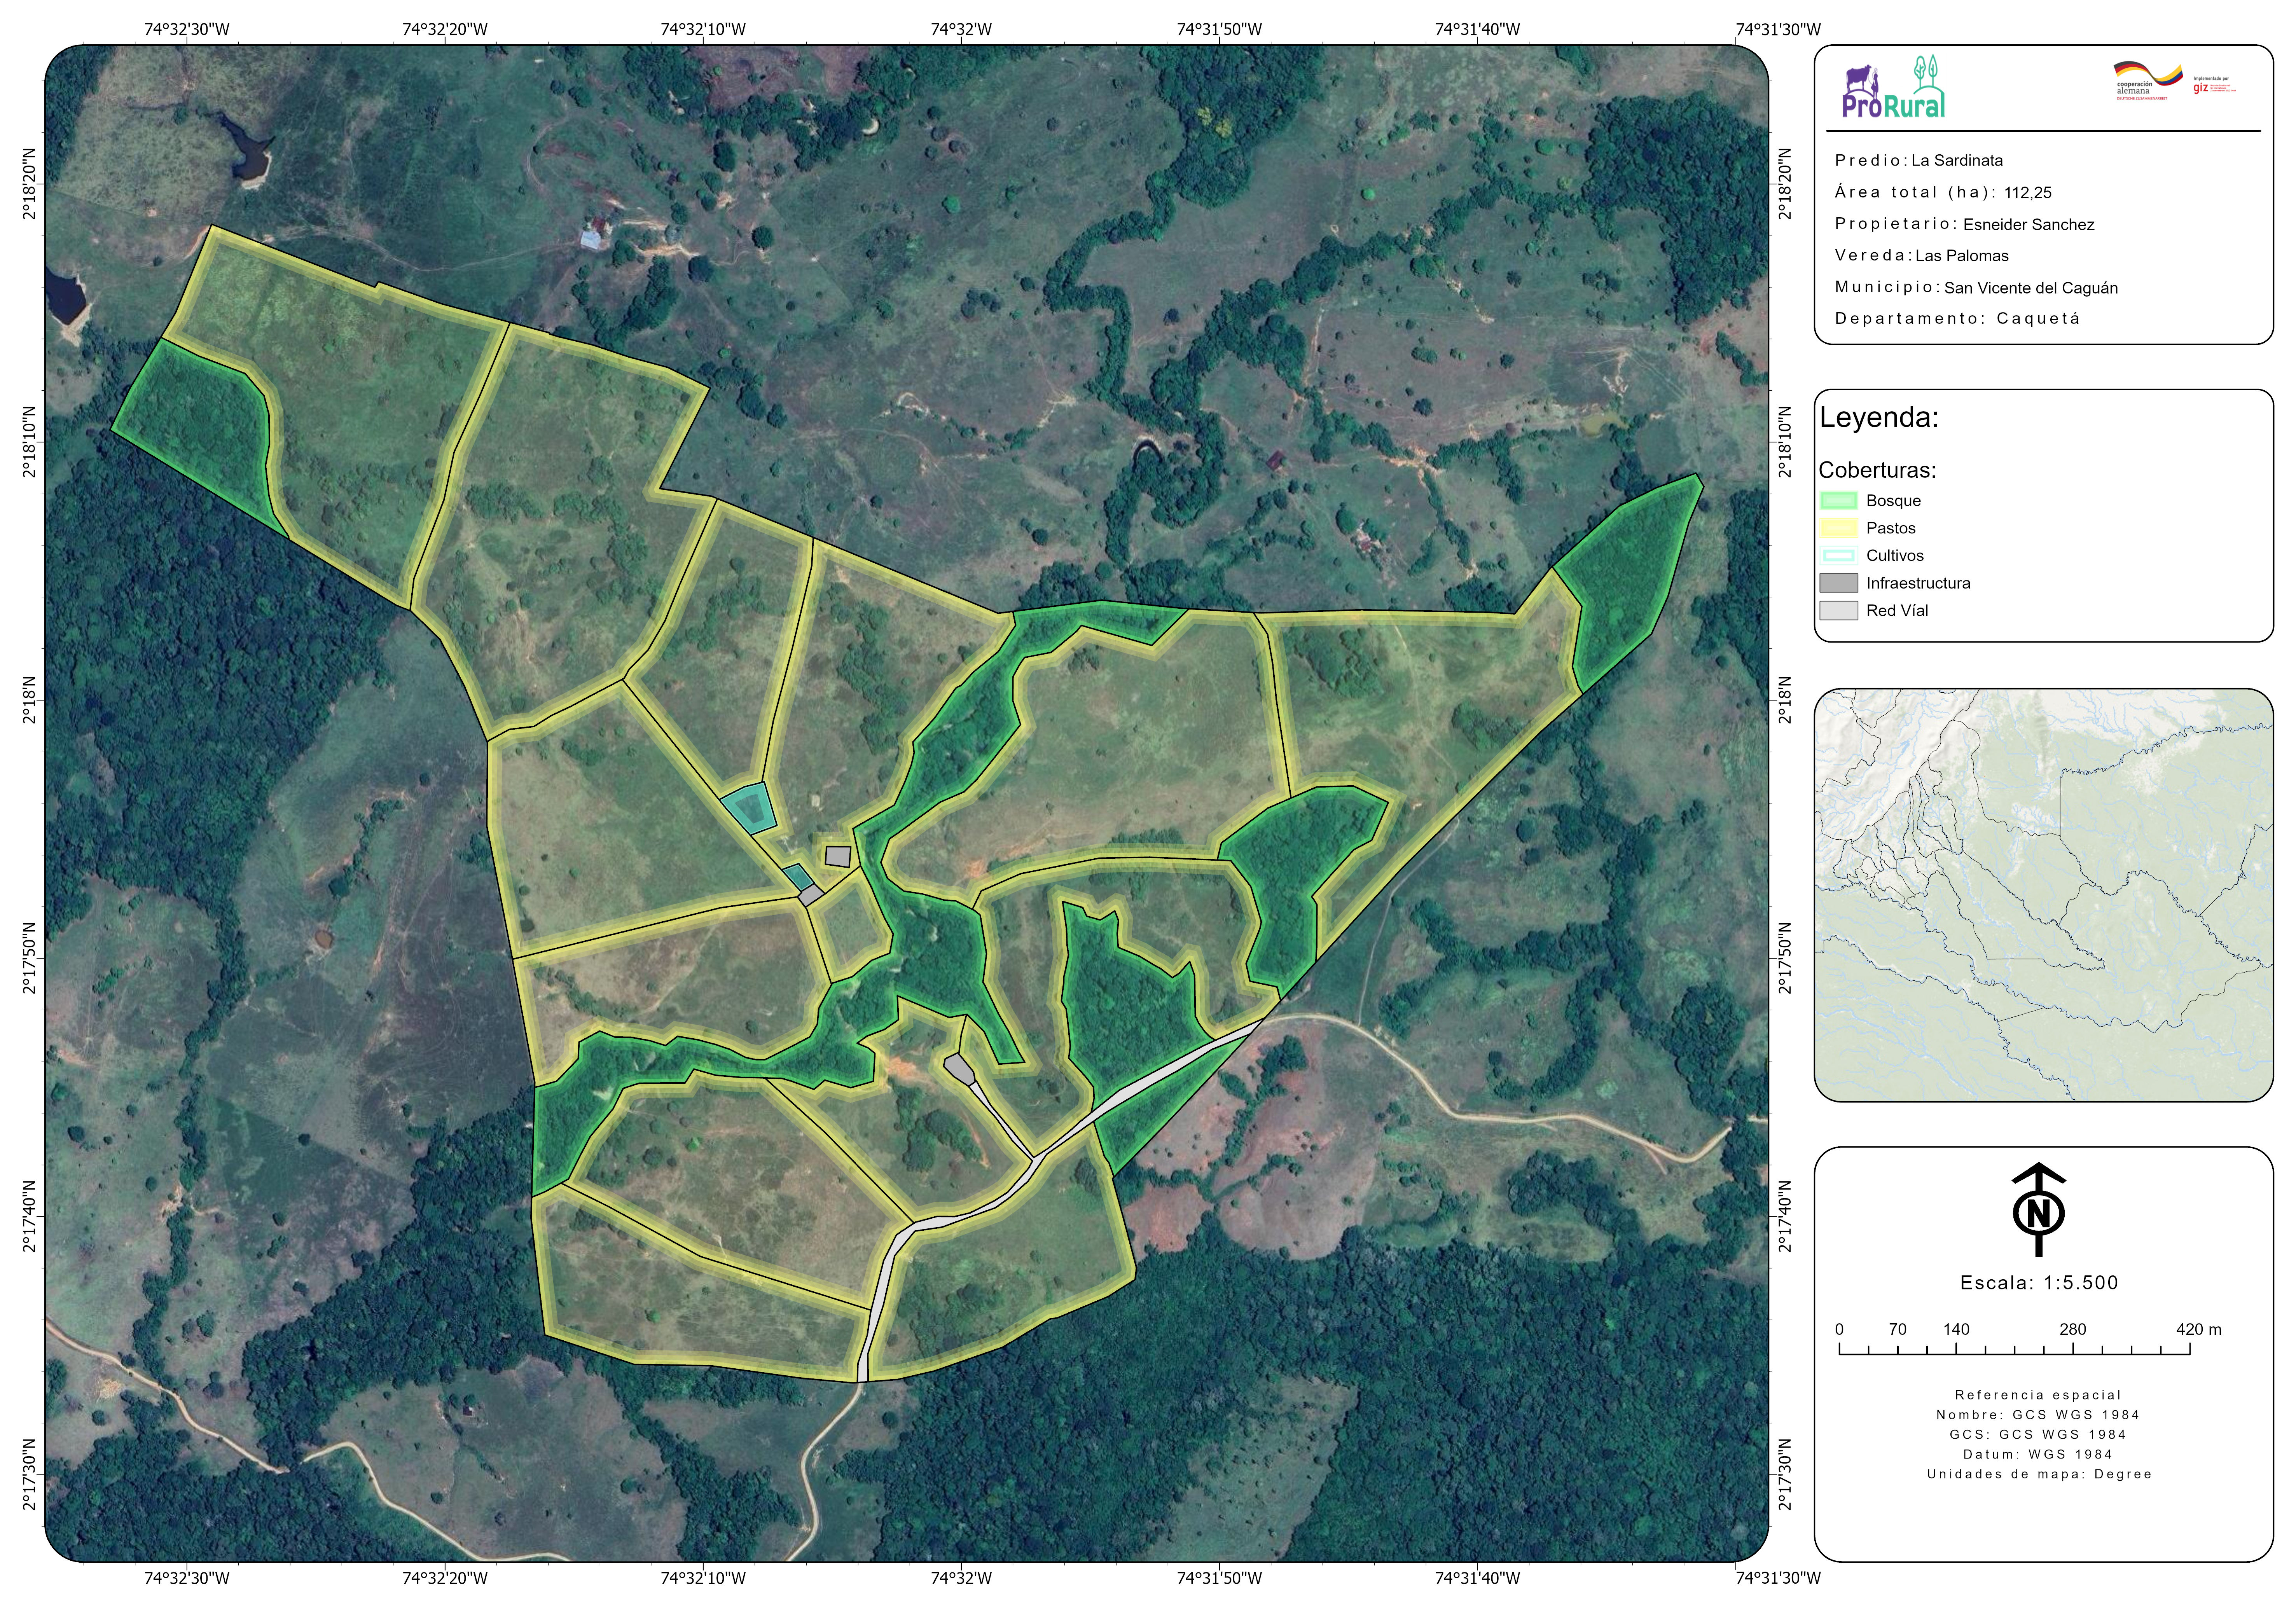 74°32'30"W 74°32'20"W 74°32'10"W 74°32'W 74°31'50"W 74°31'40"W 74°31'30"W
2°18'20"N 2°18'20"N
2°18'10"N 2°18'10"N
2°18'N 2°18'N
2°17'50"N 2°17'50"N
2°17'40"N 2°17'40"N
2°17'30"N 2°17'30"N
74°32'30"W 74°32'20"W 74°32'10"W 74°32'W 74°31'50"W 74°31'40"W 74°31'30"W
ProRural
cooperación
alemana
DEUTSCHE ZUSAMMENARBEIT
Implementada por
giz
Predio: La Sardinata
Área total (ha): 112,25
Propietario: Esneider Sanchez
Vereda: Las Palomas
Municipio: San Vicente del Caguán
Departamento: Caquetá
Leyenda:
Coberturas:
Bosque
Pastos
Cultivos
Infraestructura
Red Víal
N
Escala: 1:5.500
0 70 140 280 420 m
Referencia espacial
Nombre: GCS WGS 1984
GCS: GCS WGS 1984
Datum: WGS 1984
Unidades de mapa: Degree